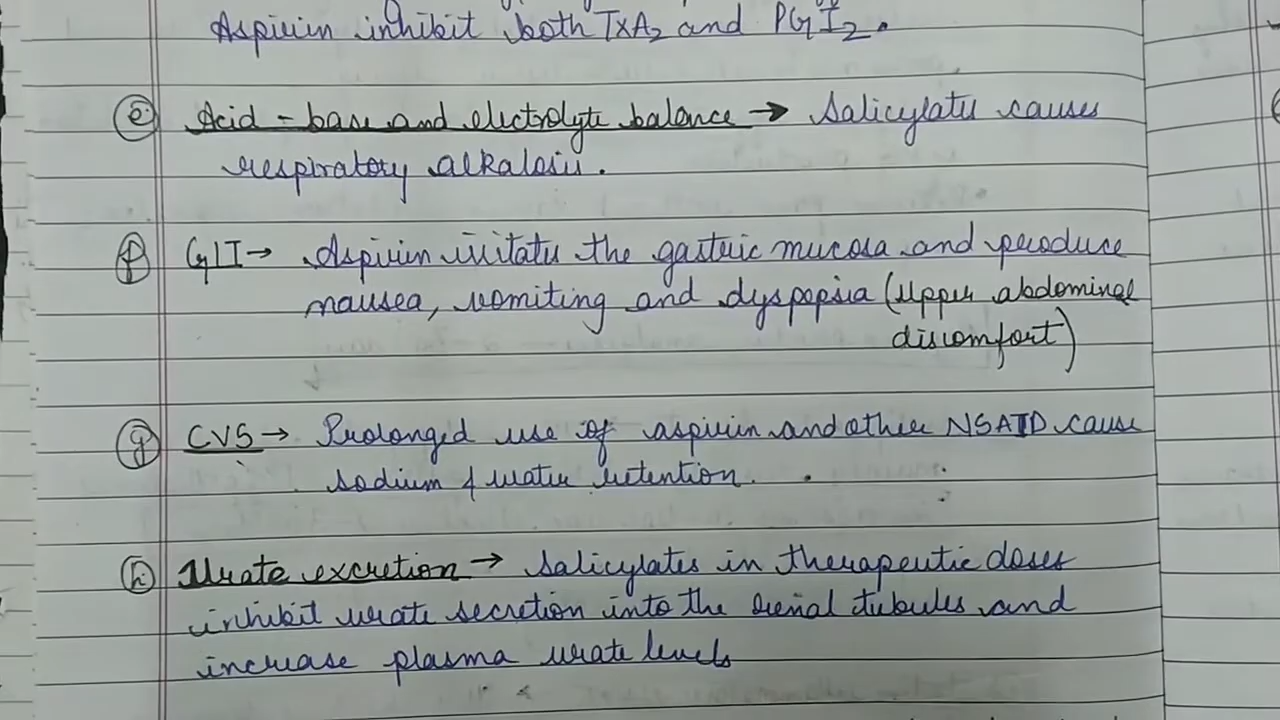 Aspirin inhibit both TxA2 and PGI2.
(e) Acid-base and electrolyte balance → Salicylates causes
respiratory alkalosis.
(f) GIT → Aspirin irritates the gastric mucosa and produce
nausea, vomiting and dyspepsia (Upper abdominal
discomfort)
(g) CVS → Prolonged use of aspirin and other NSAID cause
sodium & water retention.
(h) Urate excretion → Salicylates in therapeutic doses
inhibit urate secretion into the renal tubules and
increase plasma urate levels